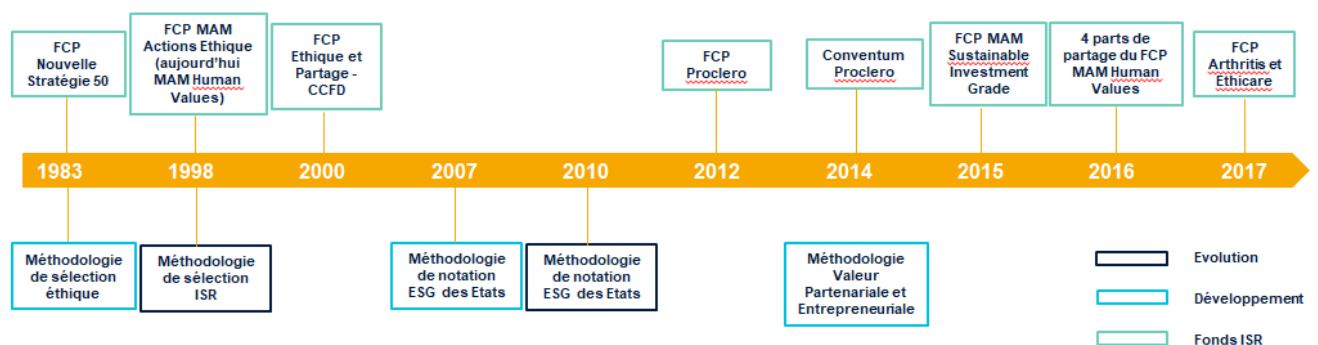 FCP
Nouvelle
Stratégie 50
FCP MAM
Actions Ethique
(aujourd'hui
MAM Human
Values)
FCP
Ethique et
Partage -
CCFD
FCP
Proclero
Conventum
Proclero
FCP MAM
Sustainable
Investment
Grade
4 parts de
partage du FCP
MAM Human
Values
FCP
Arthritis et
Ethicare
1983
1998
2000
2007
2010
2012
2014
2015
2016
2017
Méthodologie
de sélection
éthique
Méthodologie
de sélection
ISR
Méthodologie
de notation
ESG des Etats
Méthodologie
de notation
ESG des Etats
Méthodologie
Valeur
Partenariale et
Entrepreneuriale
Evolution
Développement
Fonds ISR